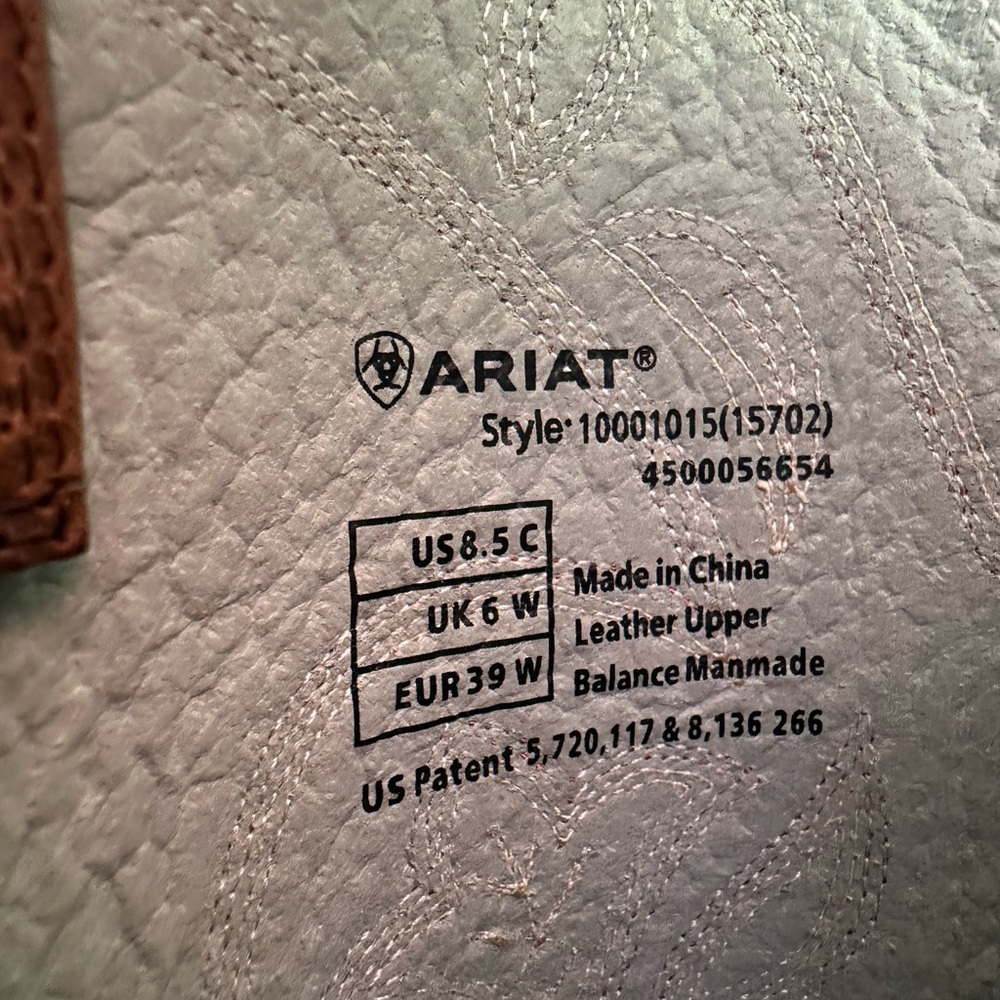 ARIAT®
Style· 10001015(15702)
4500056654
US 8.5 C
UK 6 W
EUR 39 W
Made in China
Leather Upper
Balance Manmade
US Patent 5,720,117 & 8,136 266